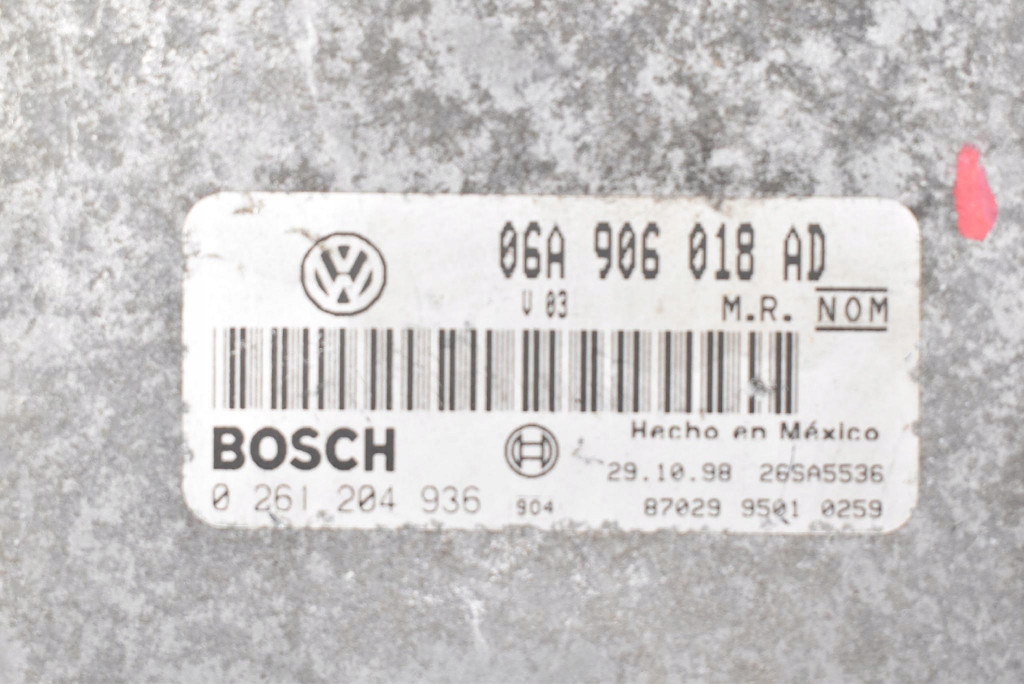 06A 906 018 AD
V 03 M.R. NOM
BOSCH
Hecho en México
29.10.98 26SA5536
0 261 204 936 904 87029 9501 0259